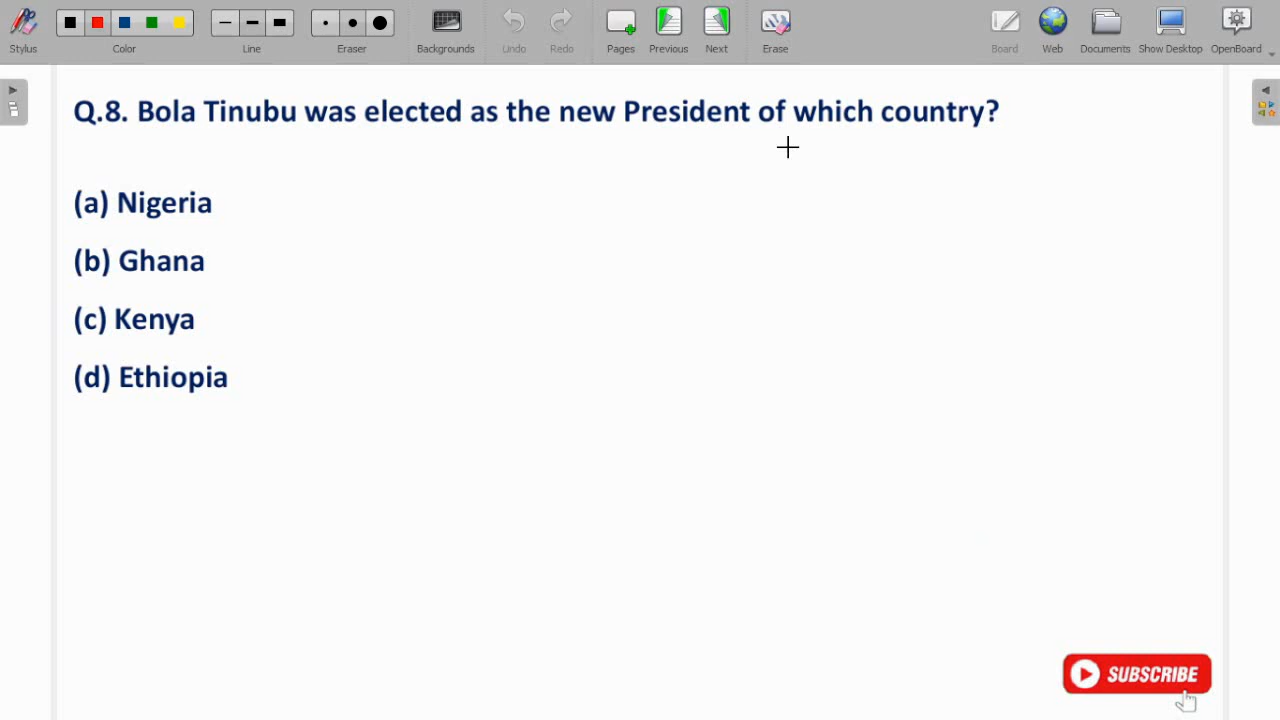 Stylus Color Line Eraser Backgrounds Undo Redo Pages Previous Next Erase Board Web Documents Show Desktop OpenBoard
Q.8. Bola Tinubu was elected as the new President of which country?
(a) Nigeria
(b) Ghana
(c) Kenya
(d) Ethiopia
SUBSCRIBE